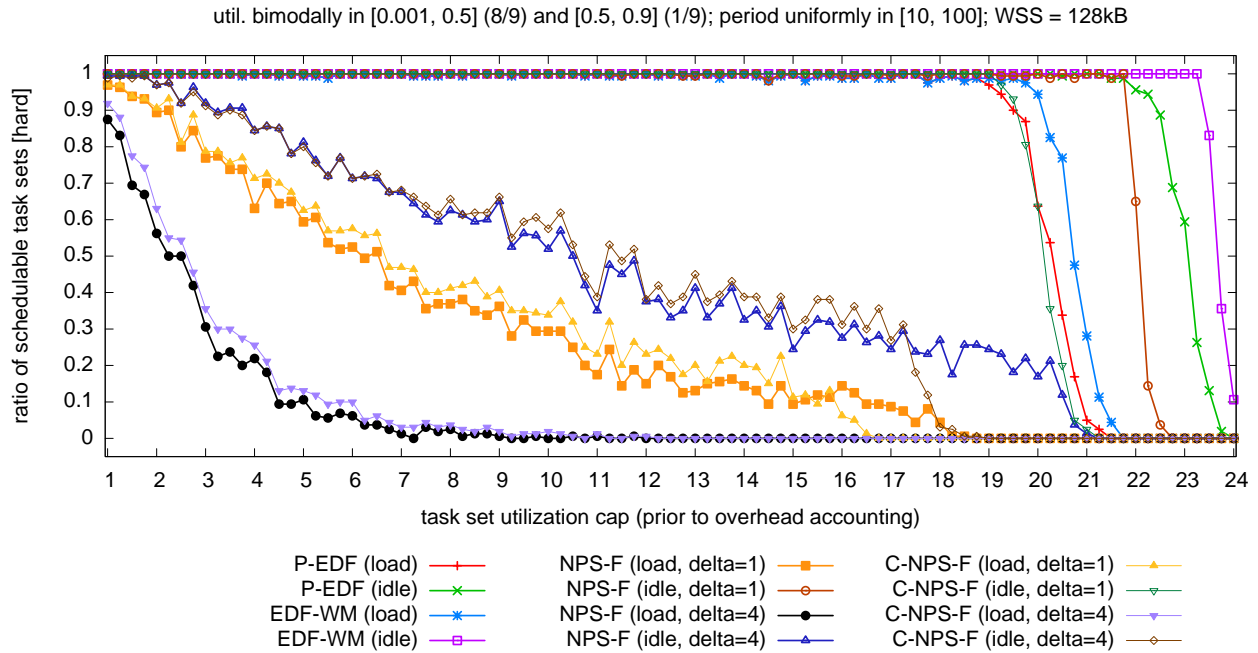 util. bimodally in [0.001, 0.5] (8/9) and [0.5, 0.9] (1/9); period uniformly in [10, 100]; WSS = 128kB
ratio of schedulable task sets [hard]
1
0.9
0.8
0.7
0.6
0.5
0.4
0.3
0.2
0.1
0
1 2 3 4 5 6 7 8 9 10 11 12 13 14 15 16 17 18 19 20 21 22 23 24
task set utilization cap (prior to overhead accounting)
P-EDF (load) NPS-F (load, delta=1) C-NPS-F (load, delta=1)
P-EDF (idle) NPS-F (idle, delta=1) C-NPS-F (idle, delta=1)
EDF-WM (load) NPS-F (load, delta=4) C-NPS-F (load, delta=4)
EDF-WM (idle) NPS-F (idle, delta=4) C-NPS-F (idle, delta=4)